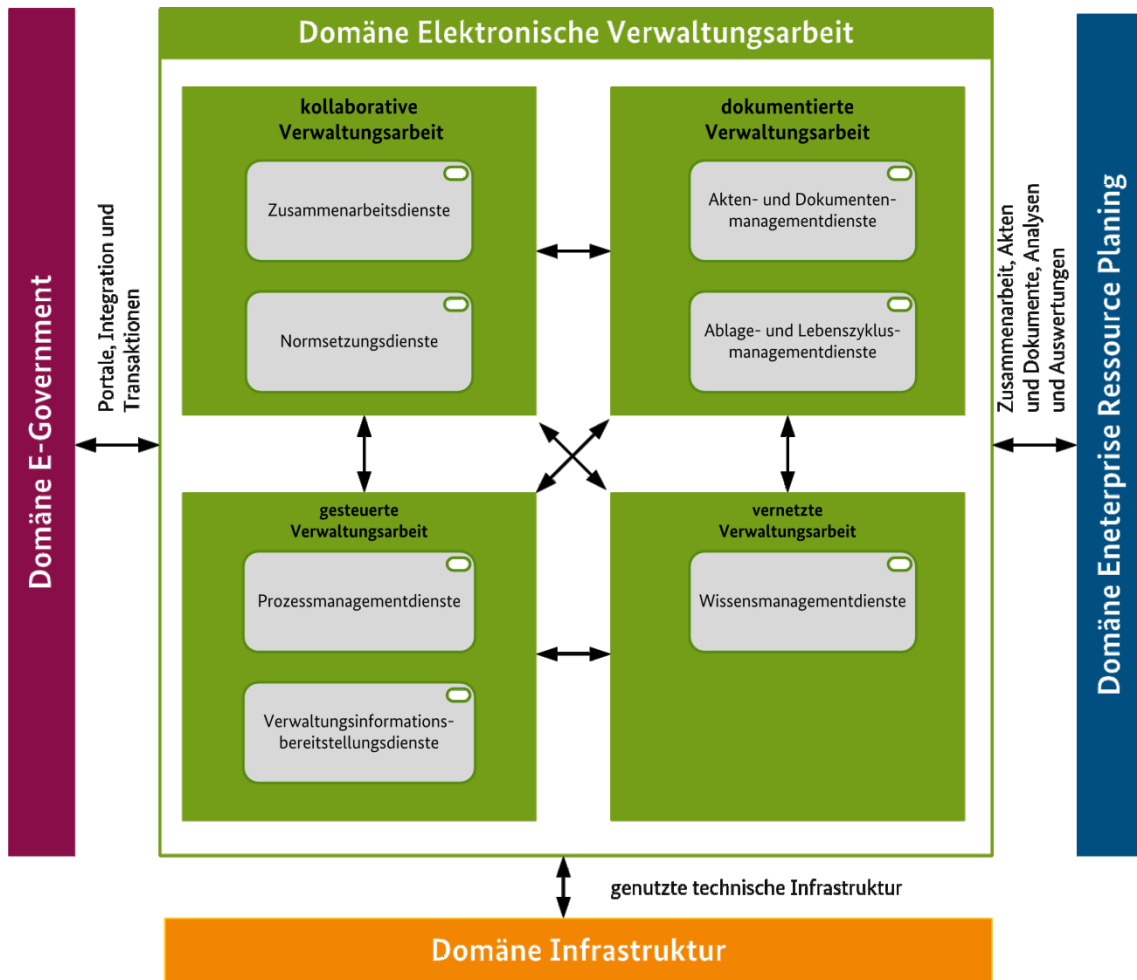 Domäne Elektronische Verwaltungsarbeit
kollaborative
Verwaltungsarbeit
Zusammenarbeitsdienste
Normsetzungsdienste
dokumentierte
Verwaltungsarbeit
Akten- und Dokumenten-
managementdienste
Ablage- und Lebenszyklus-
managementdienste
gesteuerte
Verwaltungsarbeit
Prozessmanagementdienste
Verwaltungsinformations-
bereitstellungsdienste
vernetzte
Verwaltungsarbeit
Wissensmanagementdienste
Domäne E-Government
Portale, Integration und
Transaktionen
Zusammenarbeit, Akten
und Dokumente, Analysen
und Auswertungen
Domäne Eneterprise Ressource Planing
genutzte technische Infrastruktur
Domäne Infrastruktur